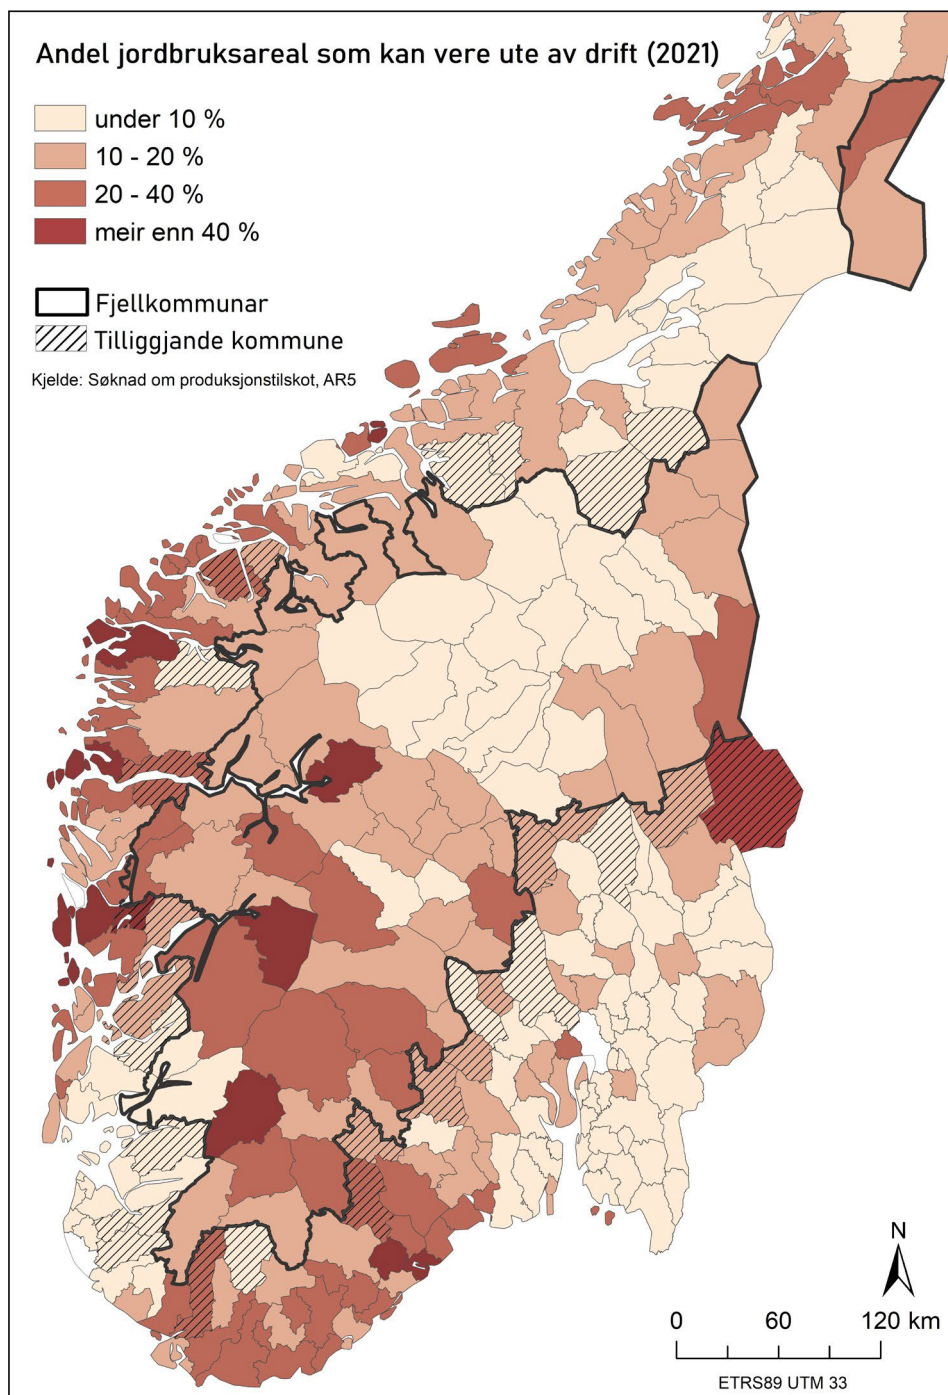 Andel jordbruksareal som kan vere ute av drift (2021)
under 10 %
10 - 20 %
20 - 40 %
meir enn 40 %
Fjellkommunar
Tilliggjande kommune
Kjelde: Søknad om produksjonstilskot, AR5
N
0 60 120 km
ETRS89 UTM 33